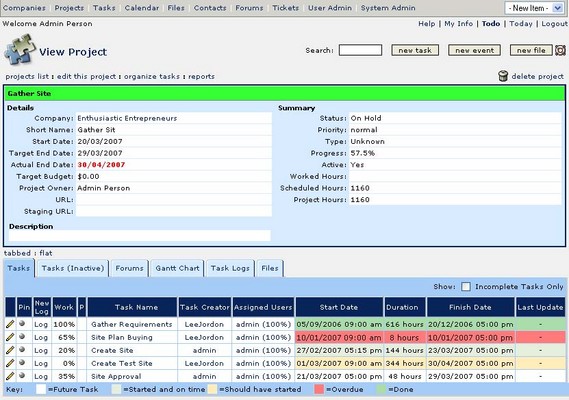 Companies Projects Tasks Calendar Files Contacts Forums Tickets User Admin System Admin - New Item -
Welcome Admin Person Help | My Info | Todo | Today | Logout
View Project Search: new task new event new file
projects list : edit this project : organize tasks : reports delete project
Gather Site
Details Summary
Company: Enthusiastic Entrepreneurs Status: On Hold
Short Name: Gather Sit Priority: normal
Start Date: 20/03/2007 Type: Unknown
Target End Date: 29/03/2007 Progress: 57.5%
Actual End Date: 30/04/2007 Active: Yes
Target Budget: $0.00 Worked Hours:
Project Owner: Admin Person Scheduled Hours: 1160
URL: Project Hours: 1160
Staging URL:
Description
tabbed : flat
Tasks Tasks (Inactive) Forums Gantt Chart Task Logs Files
Show: Incomplete Tasks Only
Pin New Log Work P Task Name Task Creator Assigned Users Start Date Duration Finish Date Last Update
Log 100% Gather Requirements LeeJordon admin (100%) 05/09/2006 09:00 am 616 hours 20/12/2006 05:00 pm -
Log 65% Site Plan Buying LeeJordon admin (100%) 10/01/2007 09:00 am 8 hours 10/01/2007 05:00 pm -
Log 20% Create Site admin admin (100%) 27/02/2007 05:15 pm 144 hours 23/03/2007 05:00 pm -
Log 0% Create Test Site LeeJordon admin (100%) 01/03/2007 09:00 am 344 hours 30/04/2007 05:00 pm -
Log 35% Site Approval LeeJordon admin (100%) 21/03/2007 05:00 pm 48 hours 29/03/2007 05:00 pm -
Key: =Future Task =Started and on time =Should have started =Overdue =Done